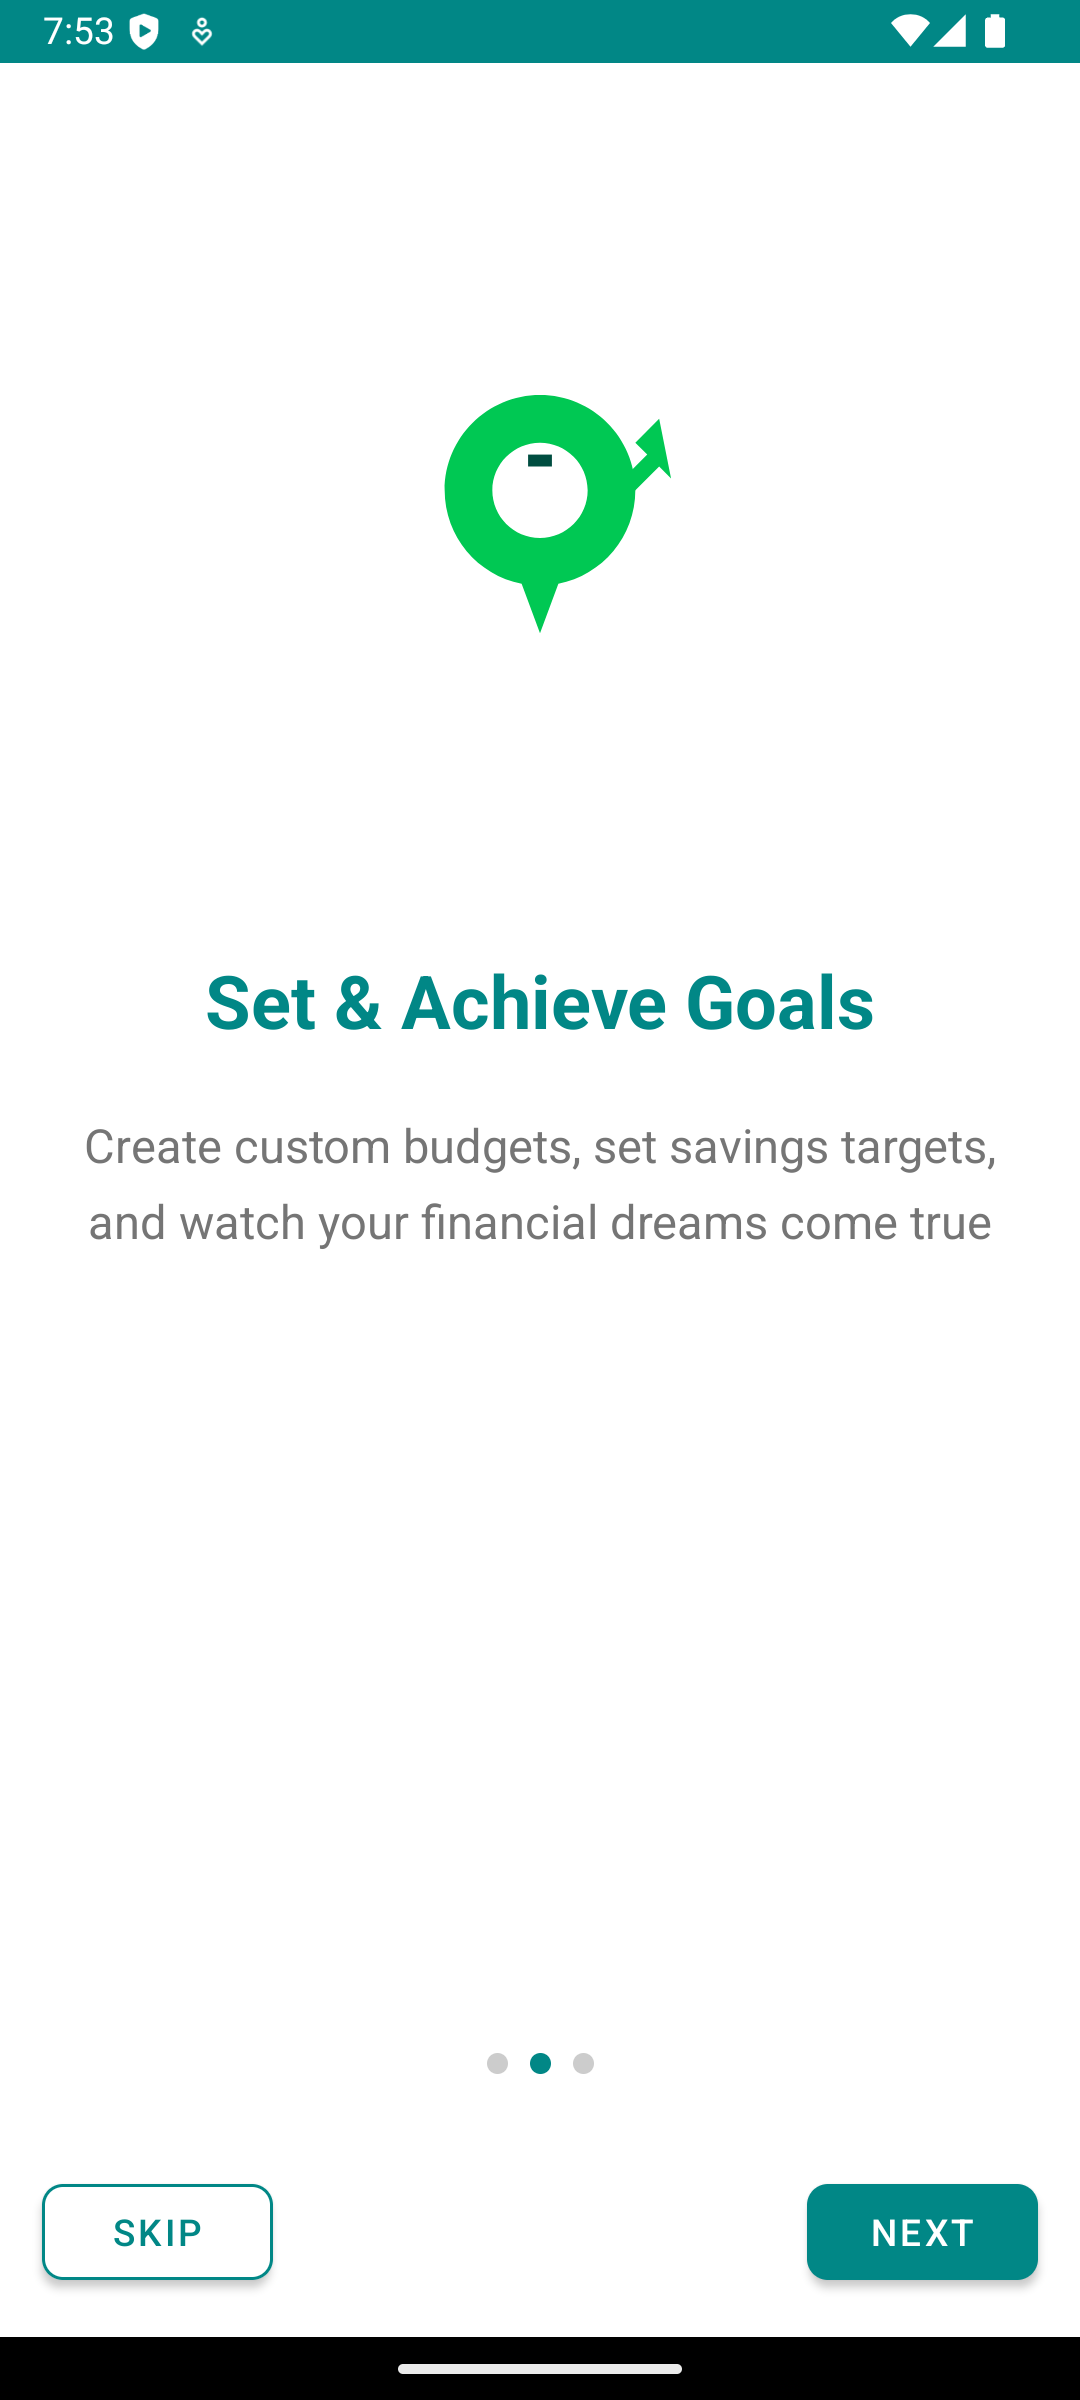 7:53
Set & Achieve Goals
Create custom budgets, set savings targets,
and watch your financial dreams come true
SKIP
NEXT